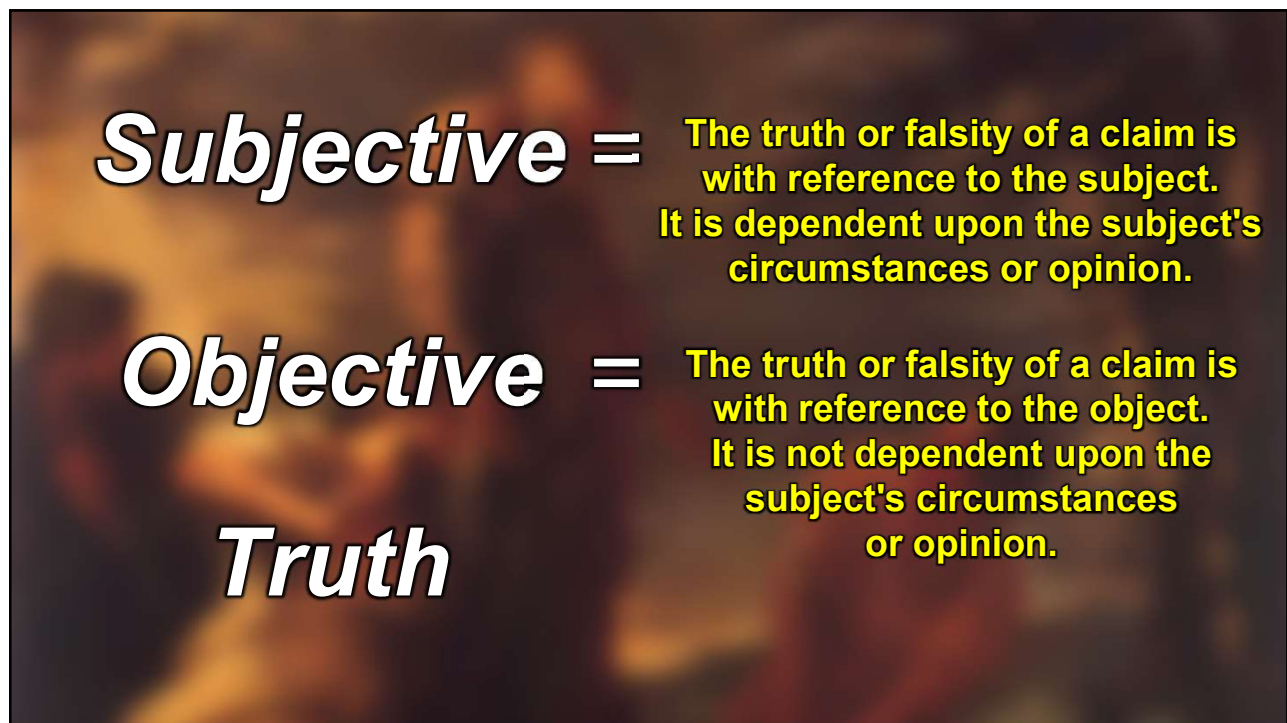 Subjective =
The truth or falsity of a claim is
with reference to the subject.
It is dependent upon the subject's
circumstances or opinion.
Objective =
The truth or falsity of a claim is
with reference to the object.
It is not dependent upon the
subject's circumstances
or opinion.
Truth